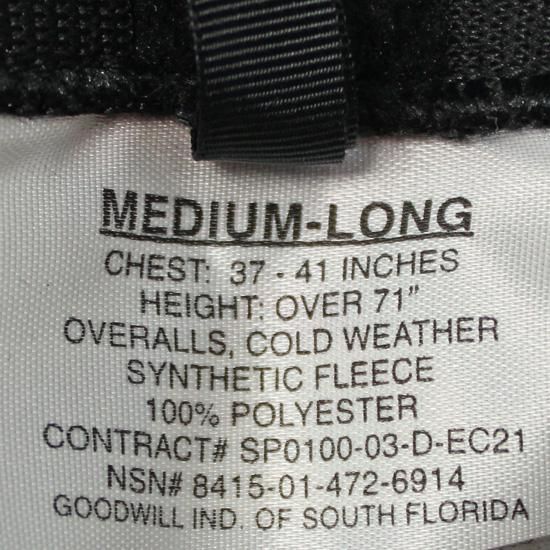 MEDIUM-LONG
CHEST: 37 - 41 INCHES
HEIGHT: OVER 71"
OVERALLS, COLD WEATHER
SYNTHETIC FLEECE
100% POLYESTER
CONTRACT# SP0100-03-D-EC21
NSN# 8415-01-472-6914
GOODWILL IND. OF SOUTH FLORIDA